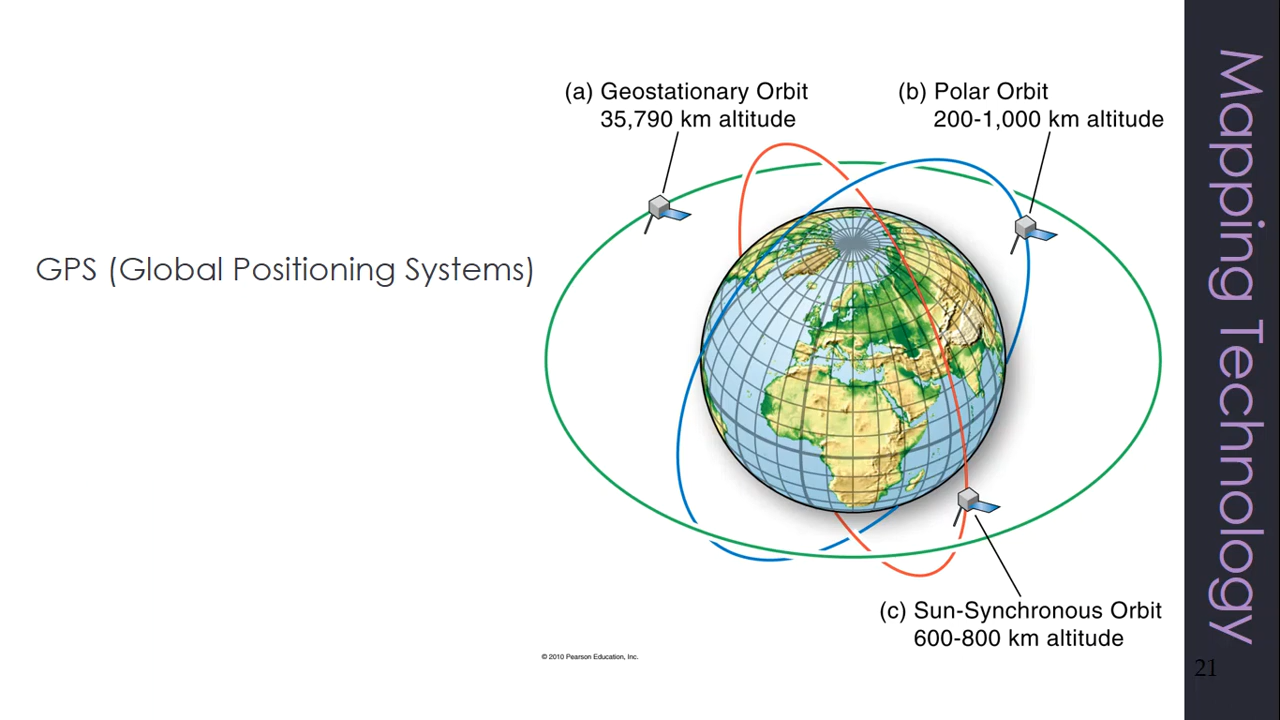 GPS (Global Positioning Systems)
(a) Geostationary Orbit
35,790 km altitude
(b) Polar Orbit
200-1,000 km altitude
(c) Sun-Synchronous Orbit
600-800 km altitude
© 2010 Pearson Education, Inc.
Mapping Technology
21